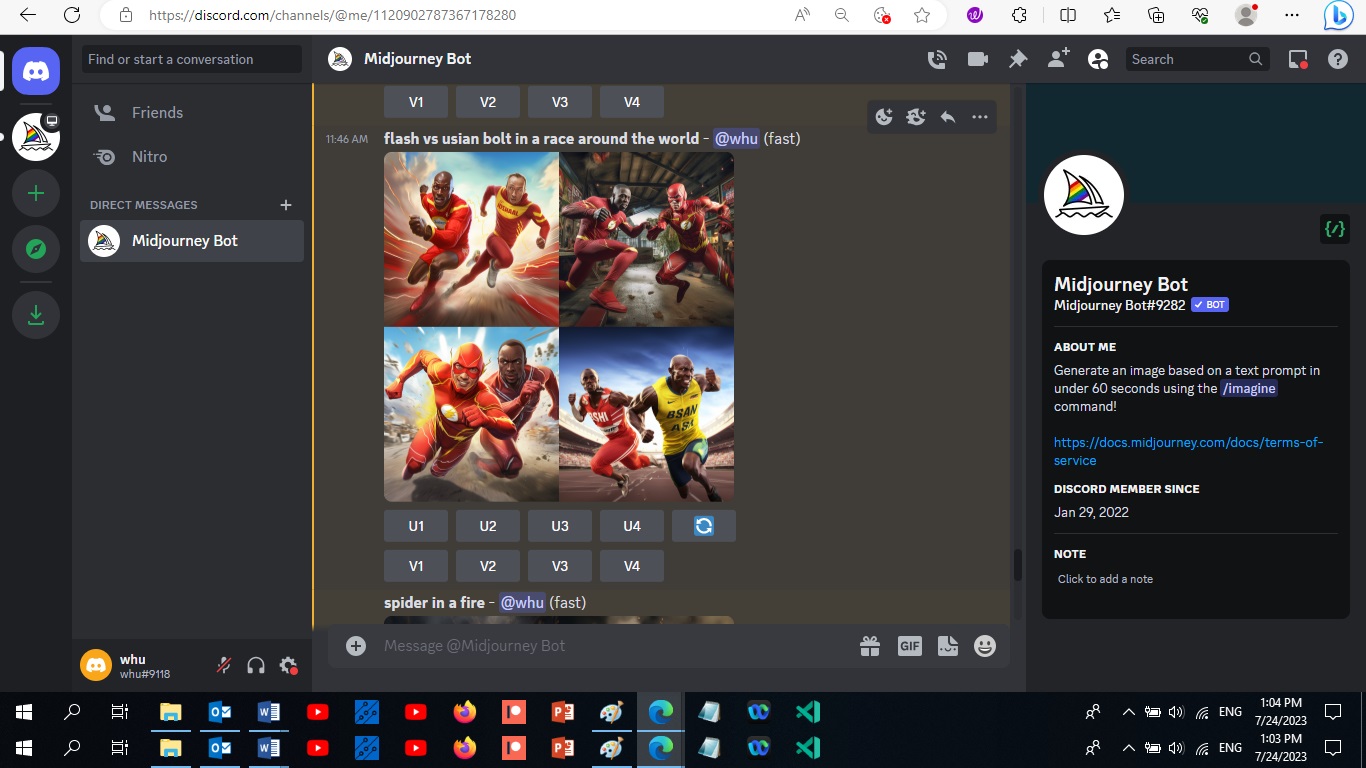 https://discord.com/channels/@me/1120902787367178280
Find or start a conversation
Friends
Nitro
DIRECT MESSAGES
Midjourney Bot
whu
whu#9118
Midjourney Bot
Search
V1 V2 V3 V4
11:46 AM flash vs usian bolt in a race around the world - @whu (fast)
BSHI
BSAN
U1 U2 U3 U4
V1 V2 V3 V4
spider in a fire - @whu (fast)
Message @Midjourney Bot
GIF
Midjourney Bot
Midjourney Bot#9282 BOT
ABOUT ME
Generate an image based on a text prompt in
under 60 seconds using the /imagine
command!
https://docs.midjourney.com/docs/terms-of-
service
DISCORD MEMBER SINCE
Jan 29, 2022
NOTE
Click to add a note
ENG
1:04 PM
7/24/2023
ENG
1:03 PM
7/24/2023